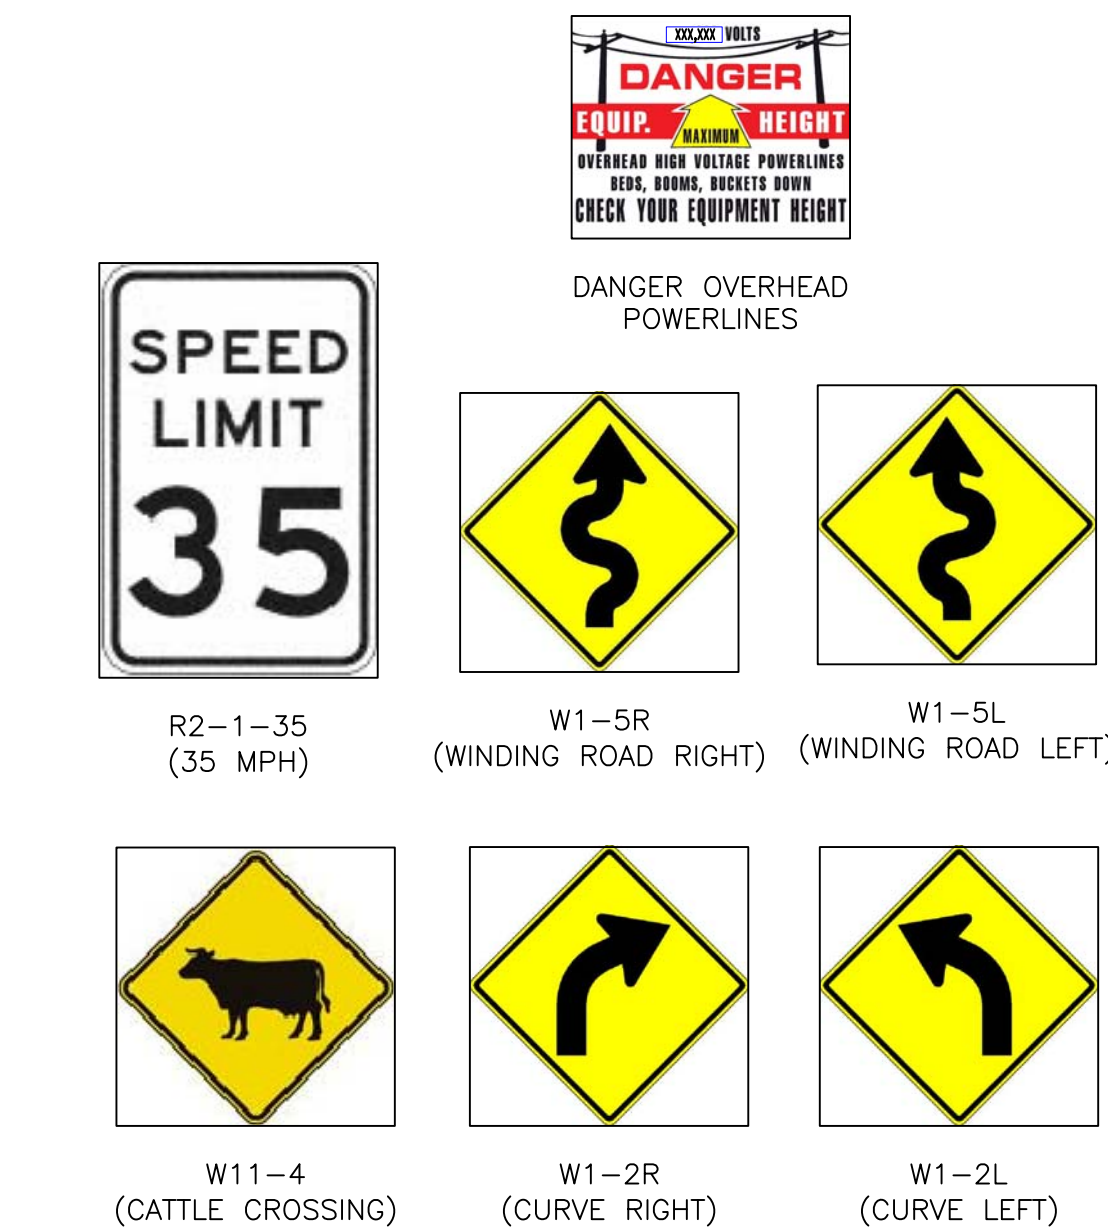 XXX,XXX VOLTS
DANGER
EQUIP. MAXIMUM HEIGHT
OVERHEAD HIGH VOLTAGE POWERLINES
BEDS, BOOMS, BUCKETS DOWN
CHECK YOUR EQUIPMENT HEIGHT
DANGER OVERHEAD
POWERLINES
SPEED
LIMIT
35
R2-1-35
(35 MPH)
W1-5R
(WINDING ROAD RIGHT)
W1-5L
(WINDING ROAD LEFT)
W11-4
(CATTLE CROSSING)
W1-2R
(CURVE RIGHT)
W1-2L
(CURVE LEFT)